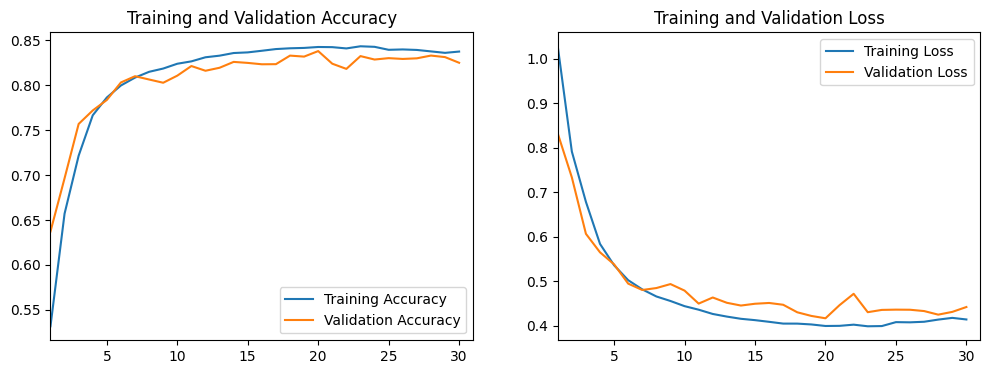 Training and Validation Accuracy
0.85
0.80
0.75
0.70
0.65
0.60
0.55
5 10 15 20 25 30
Training Accuracy
Validation Accuracy
Training and Validation Loss
1.0
0.9
0.8
0.7
0.6
0.5
0.4
5 10 15 20 25 30
Training Loss
Validation Loss